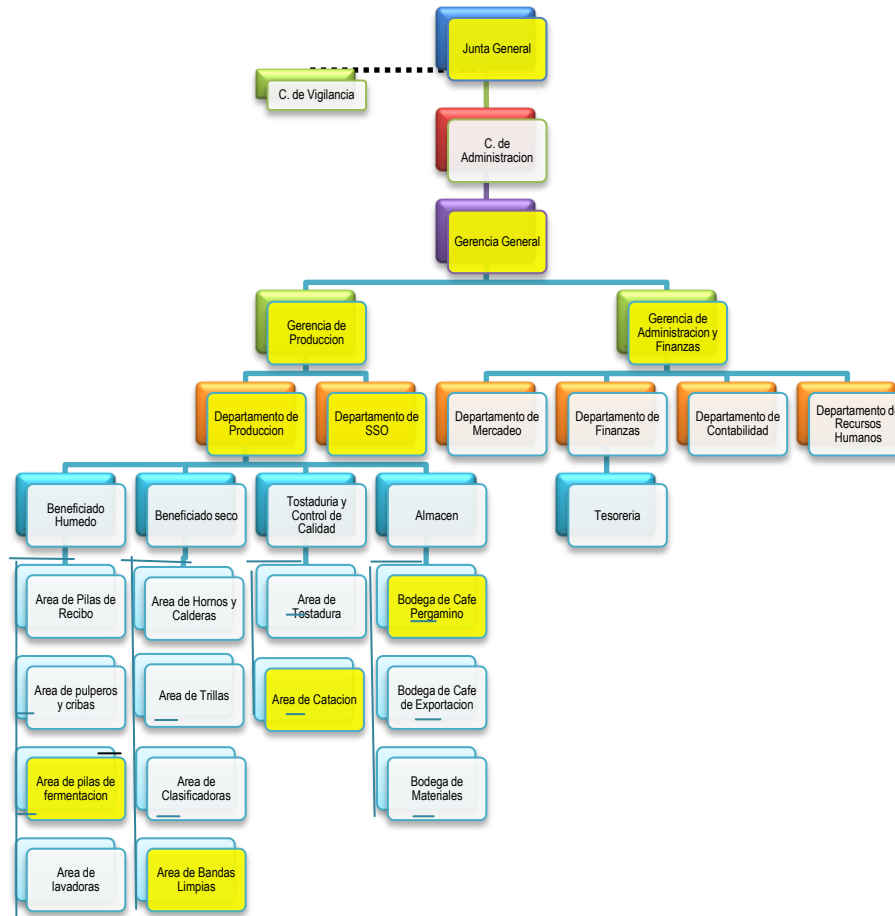 Junta General
C. de Vigilancia
C. de
Administracion
Gerencia General
Gerencia de
Produccion
Gerencia de
Administracion y
Finanzas
Departamento de
Produccion
Departamento de
SSO
Departamento de
Mercadeo
Departamento de
Finanzas
Departamento de
Contabilidad
Departamento de
Recursos
Humanos
Beneficiado
Humedo
Beneficiado seco
Tostaduria y
Control de
Calidad
Almacen
Tesoreria
Area de Pilas de
Recibo
Area de Hornos y
Calderas
Area de
Tostadura
Bodega de Cafe
Pergamino
Area de pulperos
y cribas
Area de Trillas
Area de Catacion
Bodega de Cafe
de Exportacion
Area de pilas de
fermentacion
Area de
Clasificadoras
Bodega de
Materiales
Area de
lavadoras
Area de Bandas
Limpias